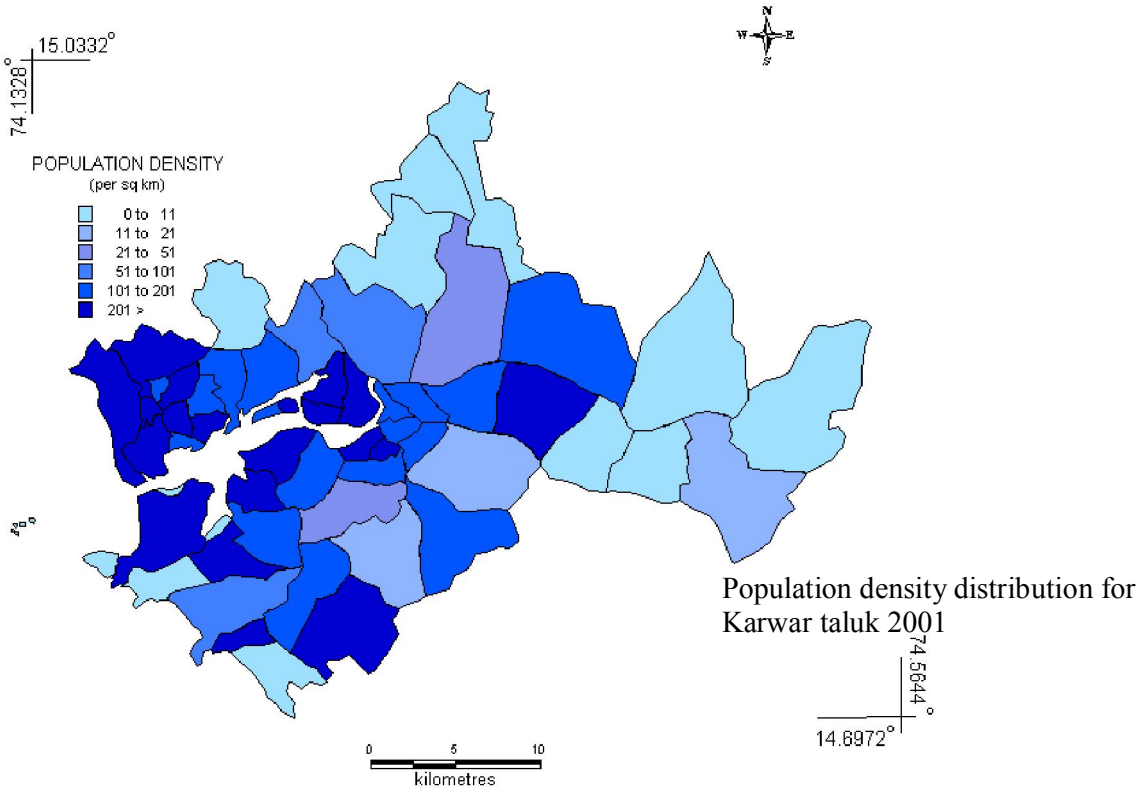 N
W E
S
15.0332°
74.1328°
POPULATION DENSITY
(per sq km)
0 to 11
11 to 21
21 to 51
51 to 101
101 to 201
201 >
Population density distribution for
Karwar taluk 2001
74.5644°
14.6972°
0 5 10
kilometres